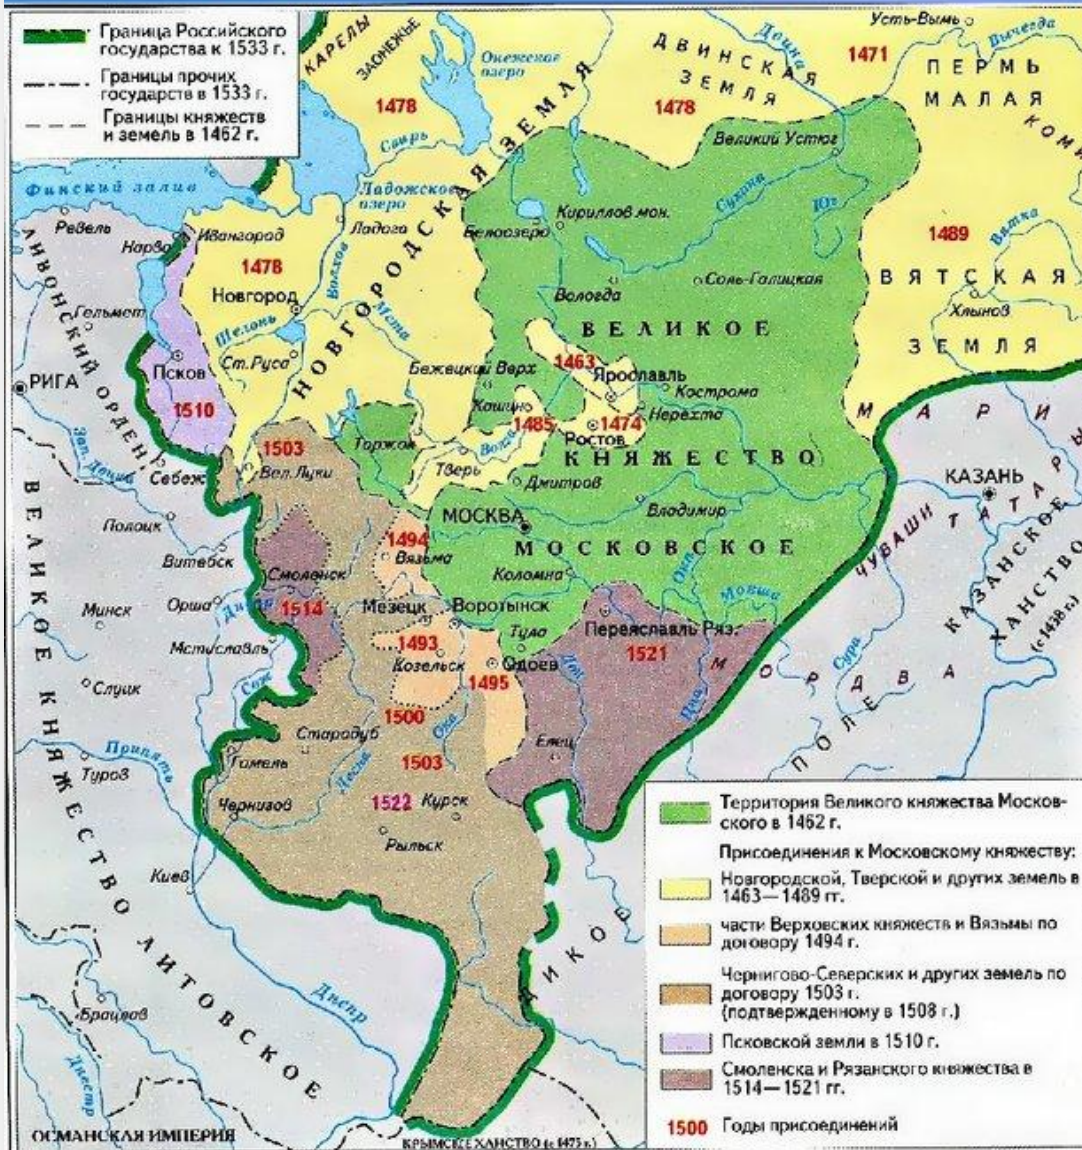 Граница Российского
государства к 1533 г.
Границы прочих
государств в 1533 г.
Границы княжеств
и земель в 1462 г.
КАРЕЛЫ
ЗАОНЕЖЬЕ
1478
Онежское
озеро
Свирь
ДВИНСКАЯ
ЗЕМЛЯ
1478
Двина
1471
Усть-Вымь
Вычегда
ПЕРМЬ
МАЛАЯ
КОМИ
Великий Устюг
Сухона
Юг
Финский залив
Ладожское
озеро
Ревель
Нарва
Ивангород
Ладога
1478
Новгород
Волхов
НОВГОРОДСКАЯ ЗЕМЛЯ
Кириллов мон.
Белоозеро
Вологда
Соль-Галицкая
1489
Вятка
ВЯТСКАЯ
Хлынов
ЗЕМЛЯ
ЛИВОНСКИЙ ОРДЕН
Гельмет
Шелонь
Мста
Ст. Руса
Псков
1510
РИГА
Зап. Двина
Бежецкий Верх
Кашино
1463
Ярославль
Кострома
Нерехта
1485
1474
Ростов
Волга
ВЕЛИКОЕ
КНЯЖЕСТВО
МОСКОВСКОЕ
Торжок
Тверь
Дмитров
МОСКВА
Владимир
Коломна
Ока
Мокша
1503
Вел. Луки
Себеж
Полоцк
Витебск
Смоленск
1494
Вязьма
МАРИ
КАЗАНЬ
ТАТАРЫ
ЧУВАШИ
КАЗАНСКОЕ
ХАНСТВО
(с 1438 г.)
Минск
Орша
Днепр
1514
Мезецк
Воротынск
Тула
Переяславль Ряз.
1521
МОРДВА
Сура
Цна
Мстиславль
Слуцк
Сож
1493
Козельск
Одоев
1495
Дон
ПОЛЕ
ДИКОЕ
Припять
Туров
Гомель
Стародуб
1500
Десна
Ока
1503
Елец
Чернигов
1522
Курск
Рыльск
Киев
ВЕЛИКОЕ КНЯЖЕСТВО ЛИТОВСКОЕ
Брацлав
Днестр
Днепр
ОСМАНСКАЯ ИМПЕРИЯ
КРЫМСКОЕ ХАНСТВО (с 1475 г.)
Территория Великого княжества Москов-
ского в 1462 г.
Присоединения к Московскому княжеству:
Новгородской, Тверской и других земель в
1463—1489 гг.
части Верховских княжеств и Вязьмы по
договору 1494 г.
Чернигово-Северских и других земель по
договору 1503 г.
(подтвержденному в 1508 г.)
Псковской земли в 1510 г.
Смоленска и Рязанского княжества в
1514—1521 гг.
1500 Годы присоединений